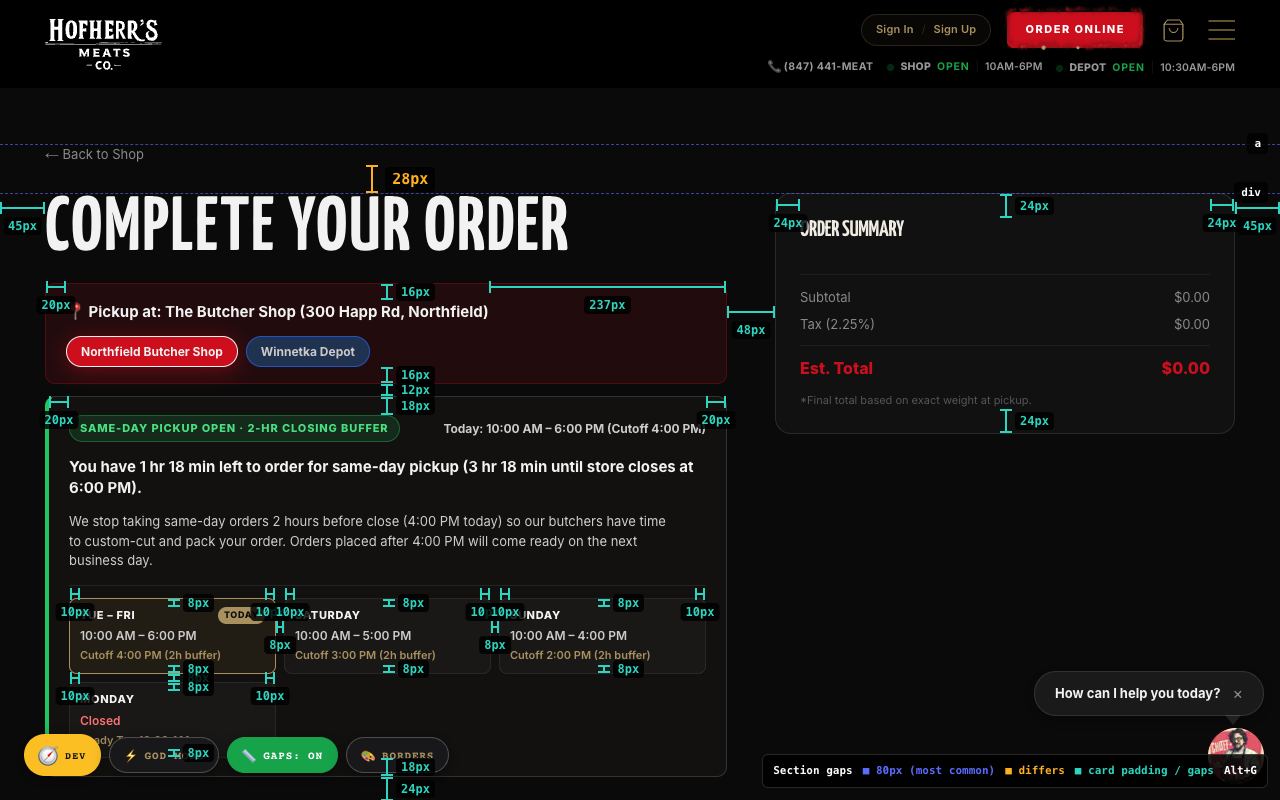 HOFHERR'S
MEATS
CO.
Sign In / Sign Up
ORDER ONLINE
(847) 441-MEAT SHOP OPEN 10AM-6PM DEPOT OPEN 10:30AM-6PM
a
← Back to Shop
28px
div
45px
COMPLETE YOUR ORDER
24px
24px
24px
45px
ORDER SUMMARY
20px
16px
237px
Pickup at: The Butcher Shop (300 Happ Rd, Northfield)
48px
Northfield Butcher Shop
Winnetka Depot
Subtotal $0.00
Tax (2.25%) $0.00
Est. Total $0.00
*Final total based on exact weight at pickup.
24px
16px
12px
18px
20px
20px
SAME-DAY PICKUP OPEN · 2-HR CLOSING BUFFER
Today: 10:00 AM – 6:00 PM (Cutoff 4:00 PM)
You have 1 hr 18 min left to order for same-day pickup (3 hr 18 min until store closes at
6:00 PM).
We stop taking same-day orders 2 hours before close (4:00 PM today) so our butchers have time
to custom-cut and pack your order. Orders placed after 4:00 PM will come ready on the next
business day.
8px 8px 8px
10px 10px 10px 10px
TUE – FRI TODAY SATURDAY SUNDAY
10:00 AM – 6:00 PM 10:00 AM – 5:00 PM 10:00 AM – 4:00 PM
8px 8px
Cutoff 4:00 PM (2h buffer) Cutoff 3:00 PM (2h buffer) Cutoff 2:00 PM (2h buffer)
8px 8px 8px
8px
10px 10px
MONDAY
Closed
8px
DEV
GAPS: ON
BORDERS
18px
24px
How can I help you today? ×
Section gaps 80px (most common) differs card padding / gaps Alt+G